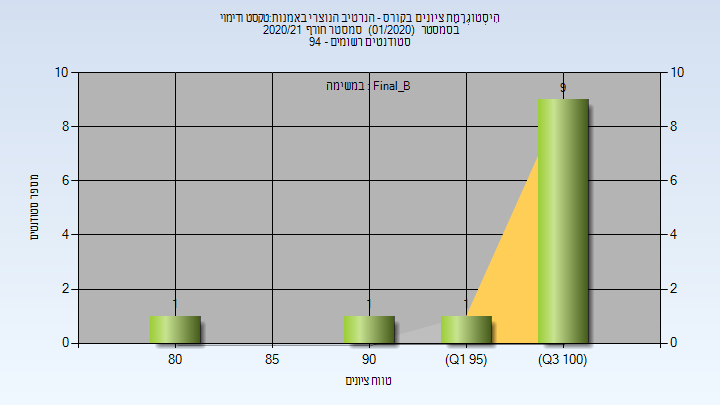 הִיסְטוֹגְרָמַת ציונים בקורס - הנרטיב הנוצרי באמנות:טקסט ודימוי
בסמסטר (01/2020) סמסטר חורף 2020/21
סטודנטים רשומים - 94
במשימה : Final_B
10 10
9
8 8
6 6
4 4
2 2
1 1 1
0 0
80 85 90 (Q1 95) (Q3 100)
מספר סטודנטים
טווח ציונים